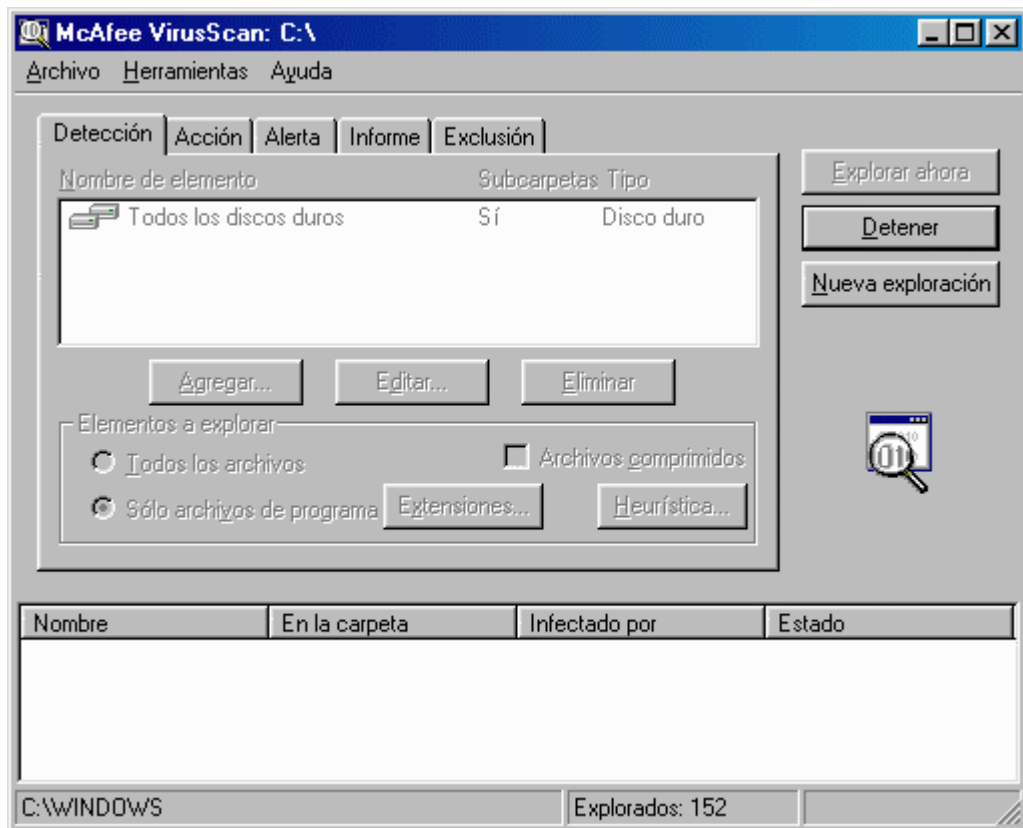 McAfee VirusScan: C:\
Archivo Herramientas Ayuda
Detección Acción Alerta Informe Exclusión
Nombre de elemento Subcarpetas Tipo
Todos los discos duros Sí Disco duro
Explorar ahora
Detener
Nueva exploración
Agregar... Editar... Eliminar
Elementos a explorar
Todos los archivos Archivos comprimidos
Sólo archivos de programa Extensiones... Heurística...
Nombre En la carpeta Infectado por Estado
C:\WINDOWS Explorados: 152